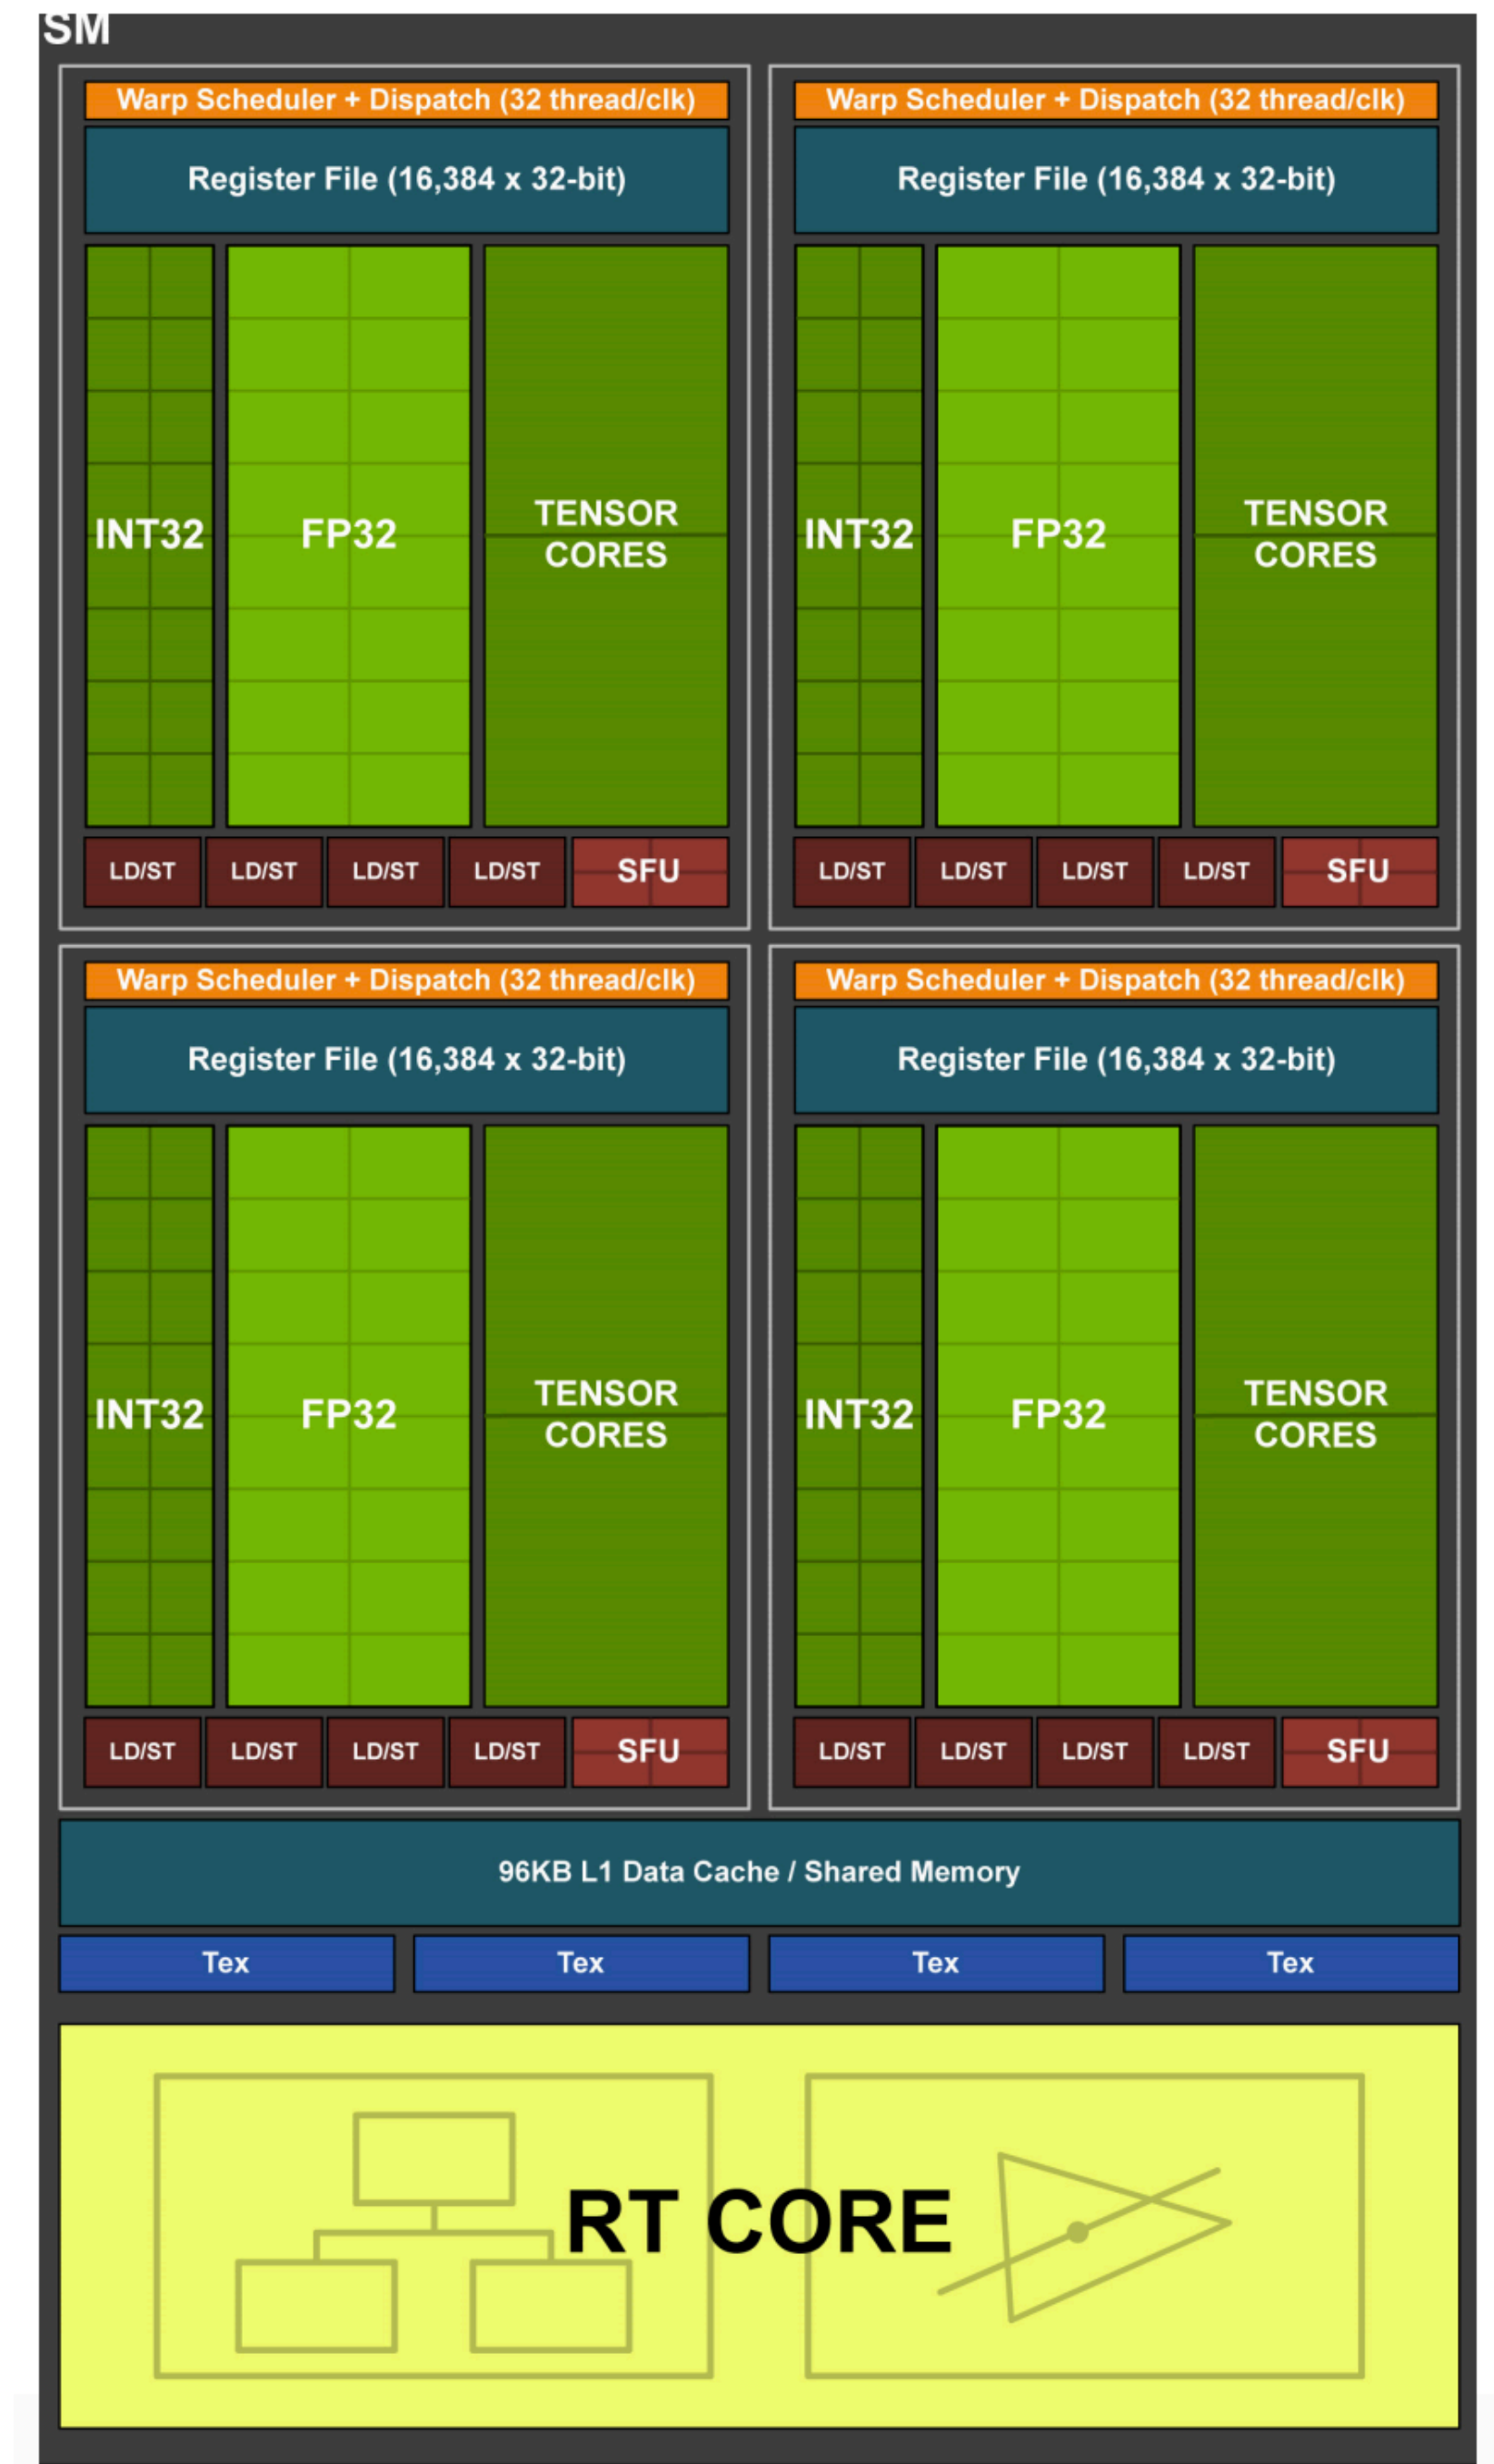 SM
Warp Scheduler + Dispatch (32 thread/clk)
Register File (16,384 x 32-bit)
INT32
FP32
TENSOR
CORES
LD/ST
LD/ST
LD/ST
LD/ST
SFU
Warp Scheduler + Dispatch (32 thread/clk)
Register File (16,384 x 32-bit)
INT32
FP32
TENSOR
CORES
LD/ST
LD/ST
LD/ST
LD/ST
SFU
Warp Scheduler + Dispatch (32 thread/clk)
Register File (16,384 x 32-bit)
INT32
FP32
TENSOR
CORES
LD/ST
LD/ST
LD/ST
LD/ST
SFU
Warp Scheduler + Dispatch (32 thread/clk)
Register File (16,384 x 32-bit)
INT32
FP32
TENSOR
CORES
LD/ST
LD/ST
LD/ST
LD/ST
SFU
96KB L1 Data Cache / Shared Memory
Tex
Tex
Tex
Tex
RT CORE